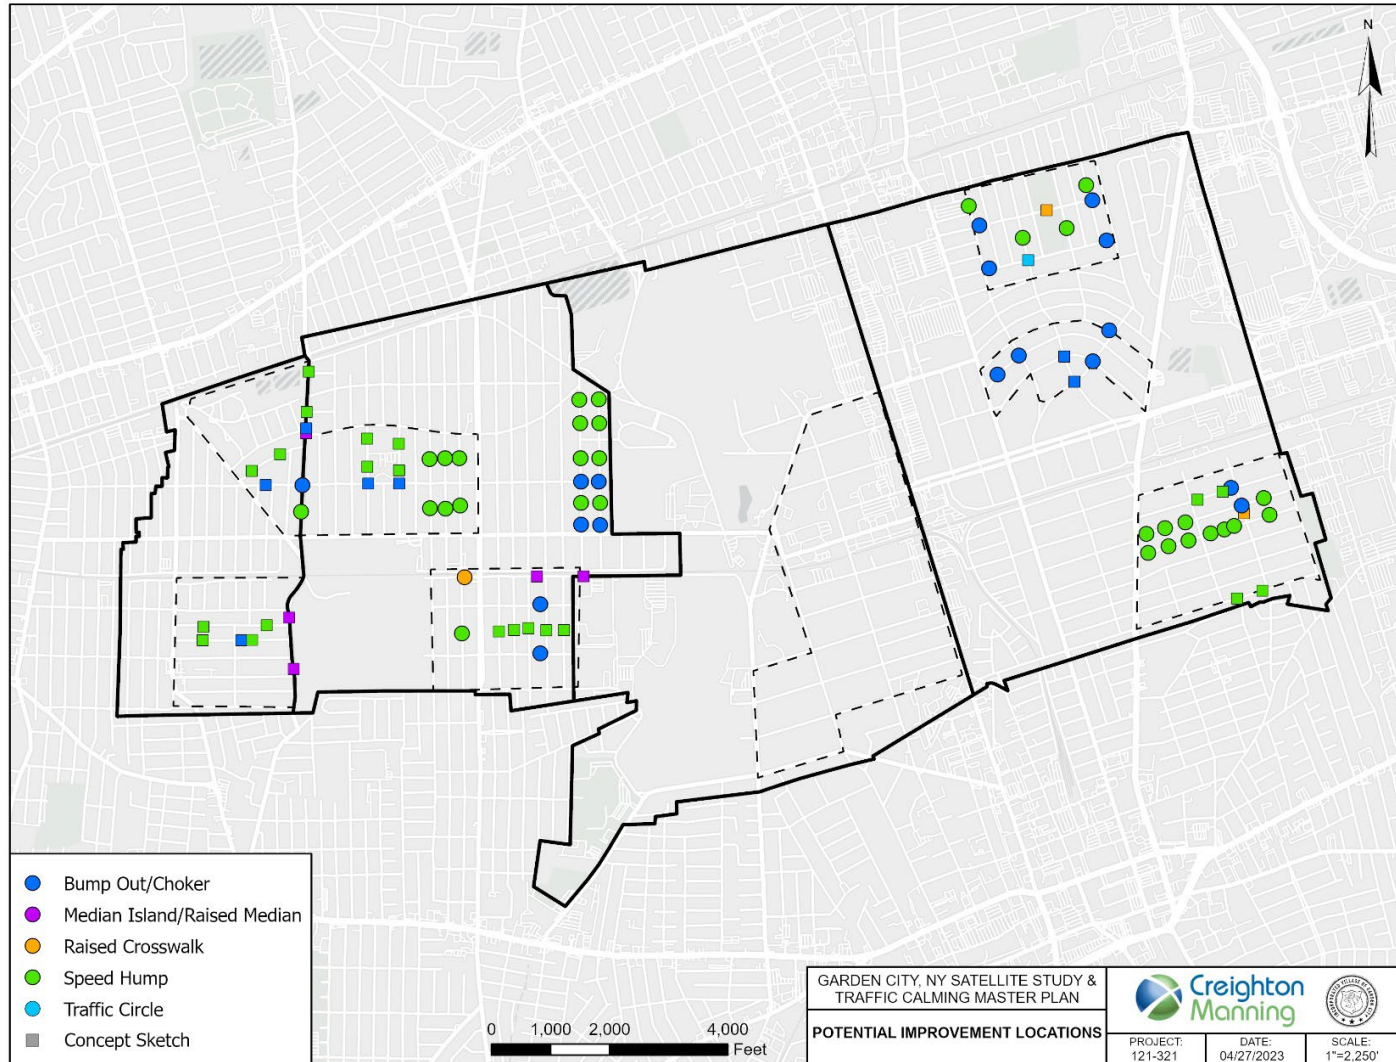 N
Bump Out/Choker
Median Island/Raised Median
Raised Crosswalk
Speed Hump
Traffic Circle
Concept Sketch
0 1,000 2,000 4,000
Feet
GARDEN CITY, NY SATELLITE STUDY &
TRAFFIC CALMING MASTER PLAN
POTENTIAL IMPROVEMENT LOCATIONS
Creighton
Manning
PROJECT:
121-321
DATE:
04/27/2023
SCALE:
1"=2,250'